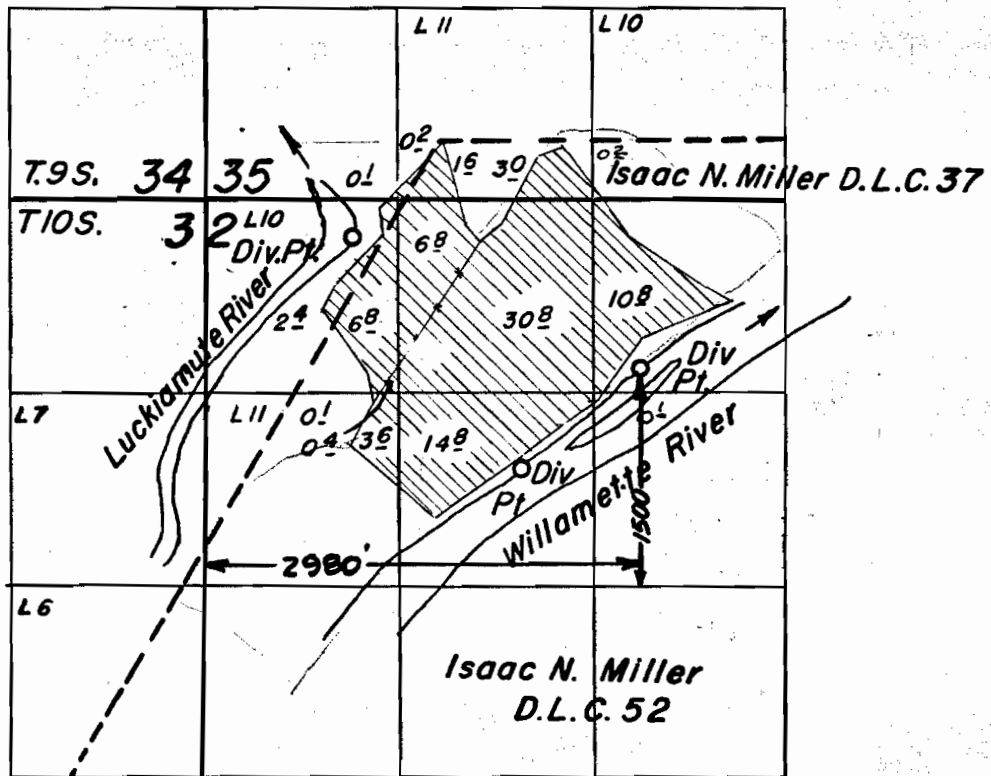 L 11
L 10
T.9S. 34 35
0 1
0 2
1 6
3 0
0 2
Isaac N. Miller D.L.C. 37
T10S. 3 2
L10
Div. Pt.
6 8
10 8
30 8
2 4
6 8
Luckiamute River
Div
Pt.
0 1
L7
L11
0 1
0 4
3 6
14 8
Div
Pt
Willamette River
1500'
2980'
L6
Isaac N. Miller
D.L.C. 52